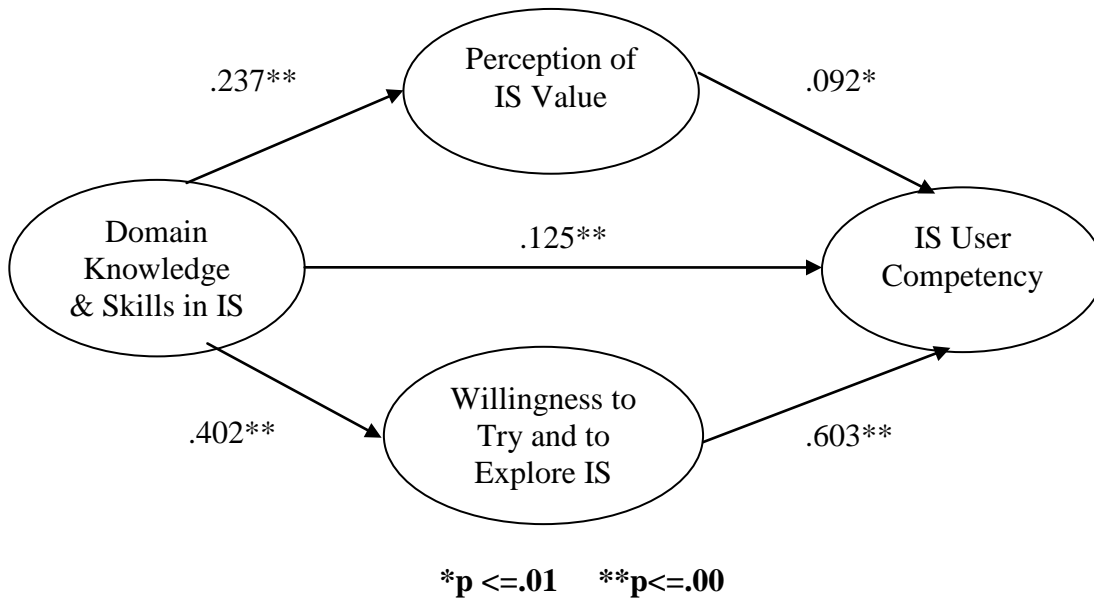 Perception of
IS Value
.237**
.092*
Domain
Knowledge
& Skills in IS
.125**
IS User
Competency
Willingness to
Try and to
Explore IS
.402**
.603**
*p <=.01 **p<=.00